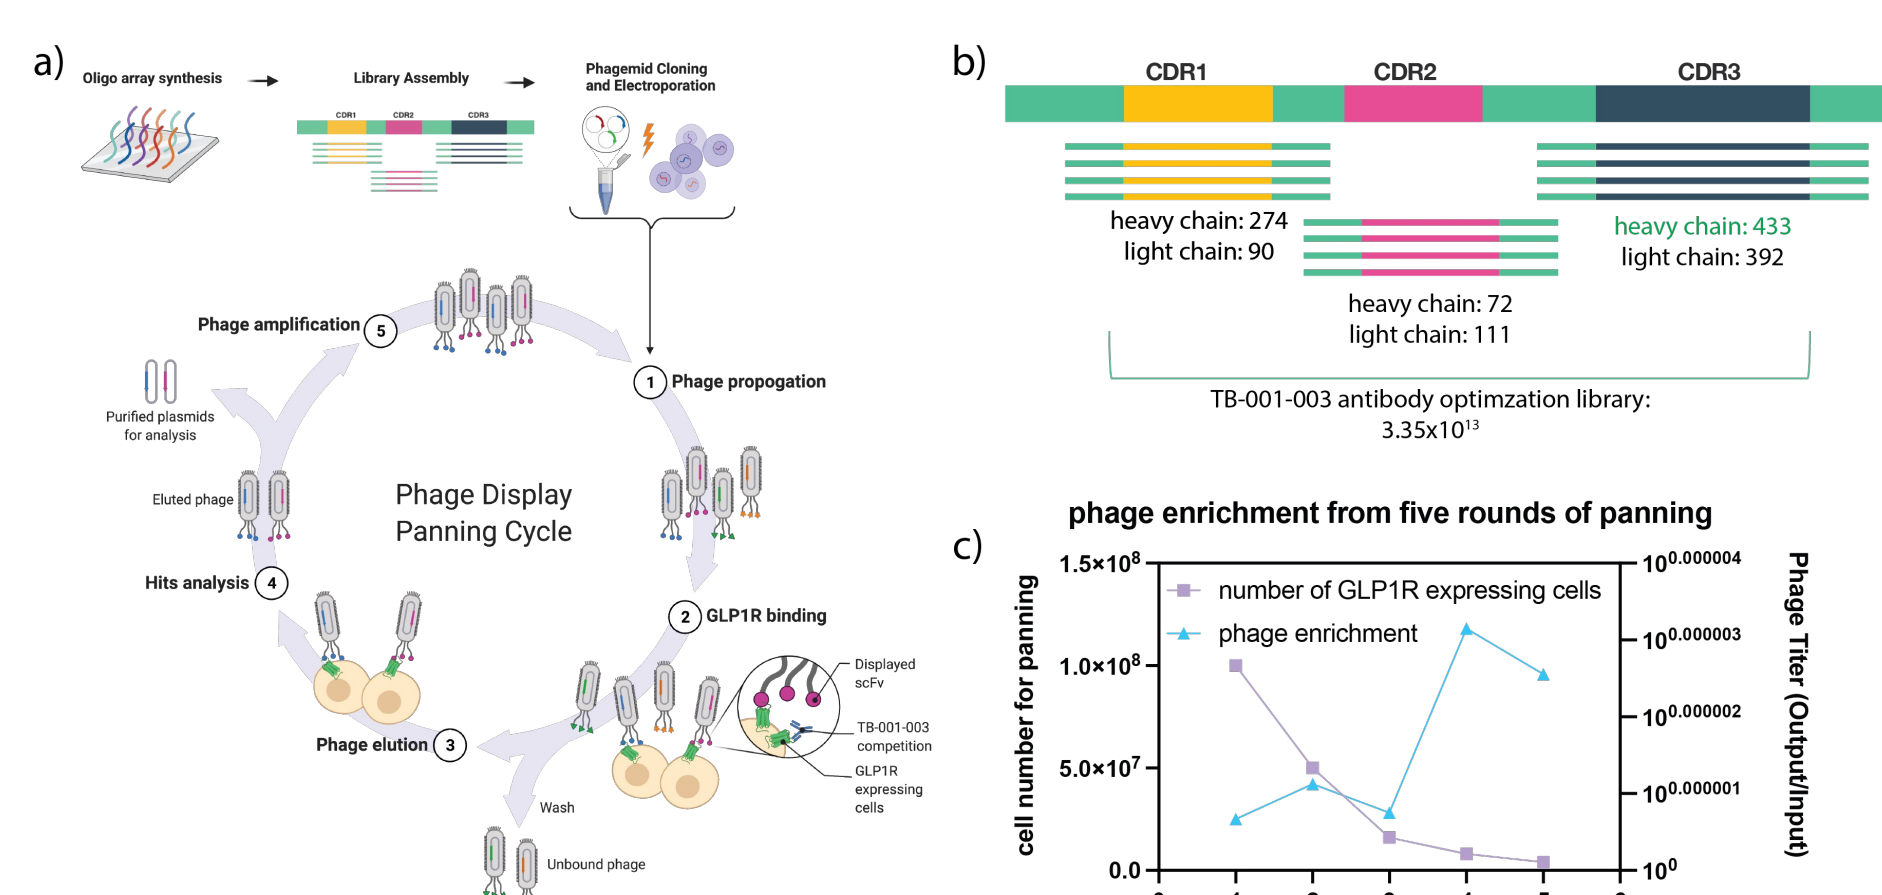 a)
Oligo array synthesis
Library Assembly
Phagemid Cloning
and Electroporation
CDR1
CDR2
CDR3
Phage amplification
5
1
Phage propogation
Purified plasmids
for analysis
Eluted phage
Phage Display
Panning Cycle
Hits analysis
4
2
GLP1R binding
Displayed
scFv
TB-001-003
competition
GLP1R
expressing
cells
Phage elution
3
Wash
Unbound phage
b)
CDR1
CDR2
CDR3
heavy chain: 274
light chain: 90
heavy chain: 433
light chain: 392
heavy chain: 72
light chain: 111
TB-001-003 antibody optimzation library:
3.35x10¹³
c)
phage enrichment from five rounds of panning
cell number for panning
1.5×10⁸
1.0×10⁸
5.0×10⁷
0.0
number of GLP1R expressing cells
phage enrichment
10^0.000004
10^0.000003
10^0.000002
10^0.000001
10^0
Phage Titer (Output/Input)